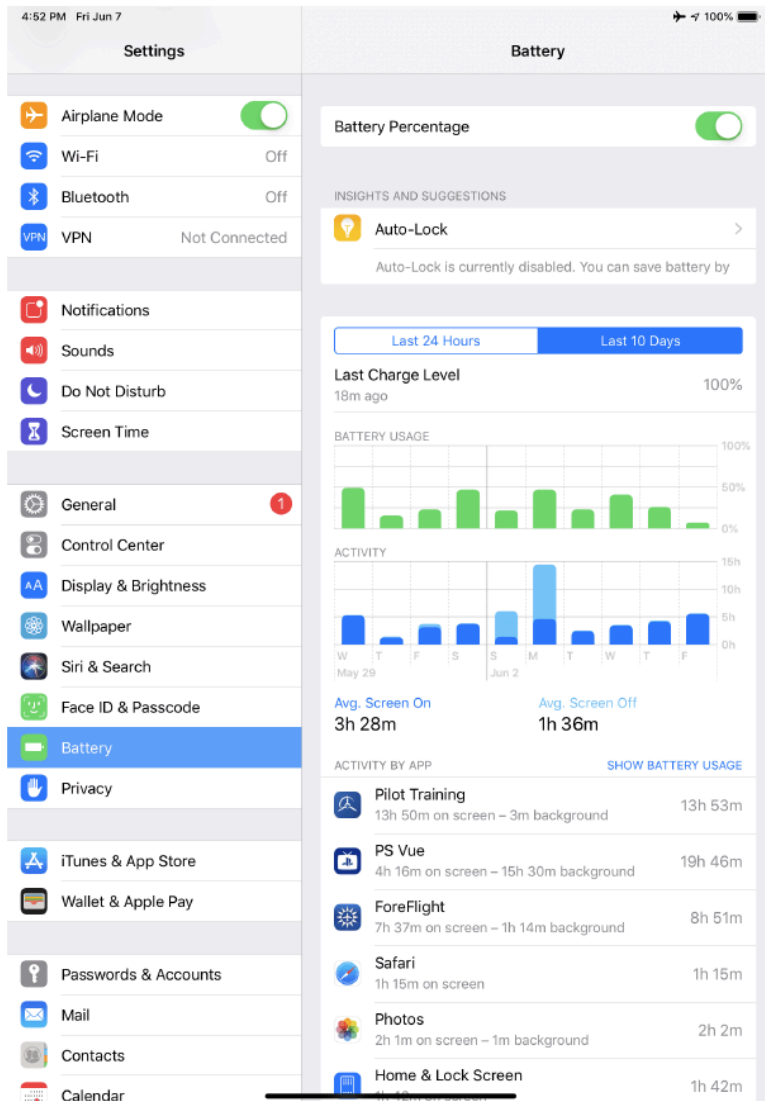 4:52 PM Fri Jun 7
100%
Settings
Airplane Mode
Wi-Fi
Off
Bluetooth
Off
VPN
VPN
Not Connected
Notifications
Sounds
Do Not Disturb
Screen Time
General
1
Control Center
AA
Display & Brightness
Wallpaper
Siri & Search
Face ID & Passcode
Battery
Privacy
iTunes & App Store
Wallet & Apple Pay
Passwords & Accounts
Mail
Contacts
Calendar
Battery
Battery Percentage
INSIGHTS AND SUGGESTIONS
Auto-Lock
Auto-Lock is currently disabled. You can save battery by
Last 24 Hours
Last 10 Days
Last Charge Level
18m ago
100%
BATTERY USAGE
100%
50%
0%
ACTIVITY
15h
10h
5h
0h
W T F S S M T W T F
May 29
Jun 2
Avg. Screen On
Avg. Screen Off
3h 28m
1h 36m
ACTIVITY BY APP
SHOW BATTERY USAGE
Pilot Training
13h 50m on screen – 3m background
13h 53m
PS Vue
4h 16m on screen – 15h 30m background
19h 46m
ForeFlight
7h 37m on screen – 1h 14m background
8h 51m
Safari
1h 15m on screen
1h 15m
Photos
2h 1m on screen – 1m background
2h 2m
Home & Lock Screen
1h 42m